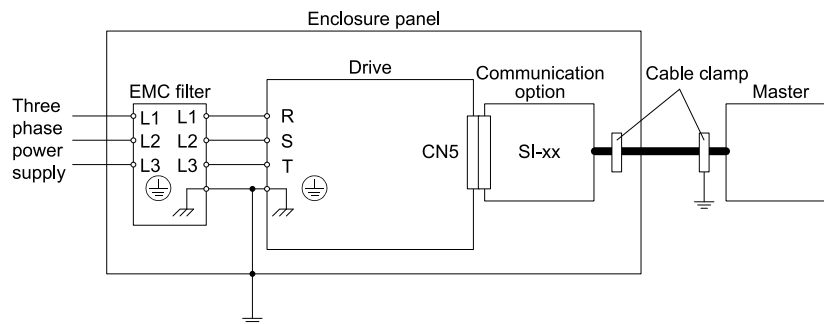 Enclosure panel
Drive
Communication
option
Cable clamp
Master
EMC filter
Three
phase
power
supply
L1 L1 R
L2 L2 S
L3 L3 T
CN5
SI-xx